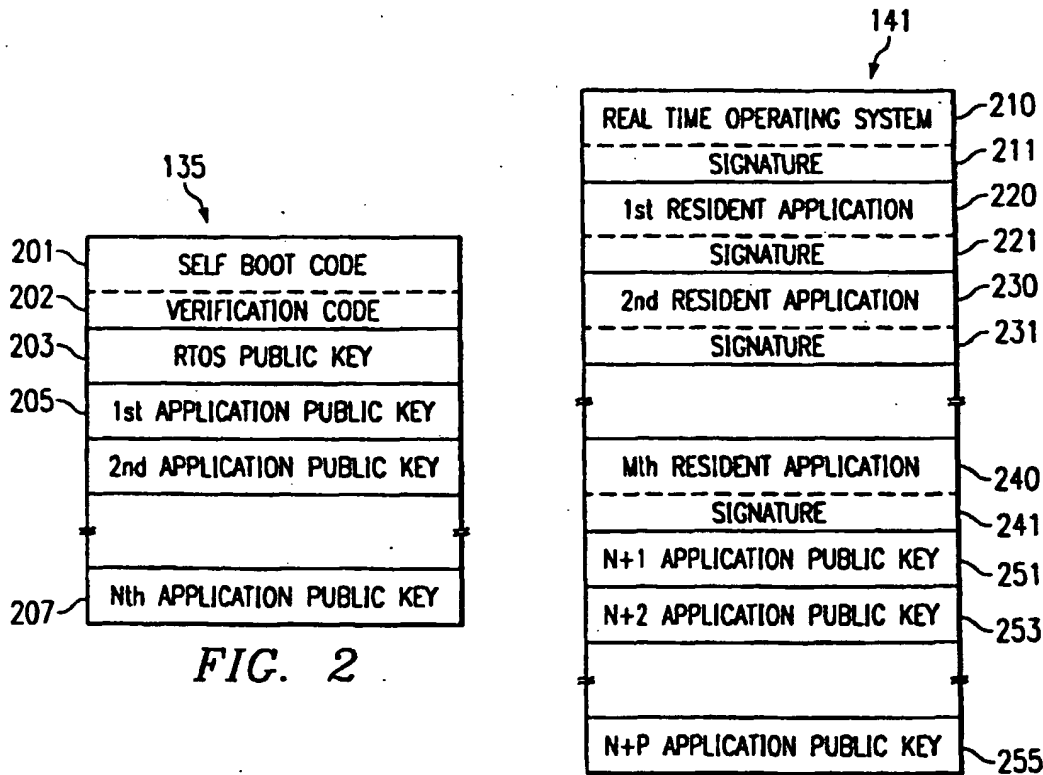 135
201
SELF BOOT CODE
202
VERIFICATION CODE
203
RTOS PUBLIC KEY
205
1st APPLICATION PUBLIC KEY
2nd APPLICATION PUBLIC KEY
207
Nth APPLICATION PUBLIC KEY
FIG. 2
141
REAL TIME OPERATING SYSTEM
210
SIGNATURE
211
1st RESIDENT APPLICATION
220
SIGNATURE
221
2nd RESIDENT APPLICATION
230
SIGNATURE
231
Mth RESIDENT APPLICATION
240
SIGNATURE
241
N+1 APPLICATION PUBLIC KEY
251
N+2 APPLICATION PUBLIC KEY
253
N+P APPLICATION PUBLIC KEY
255